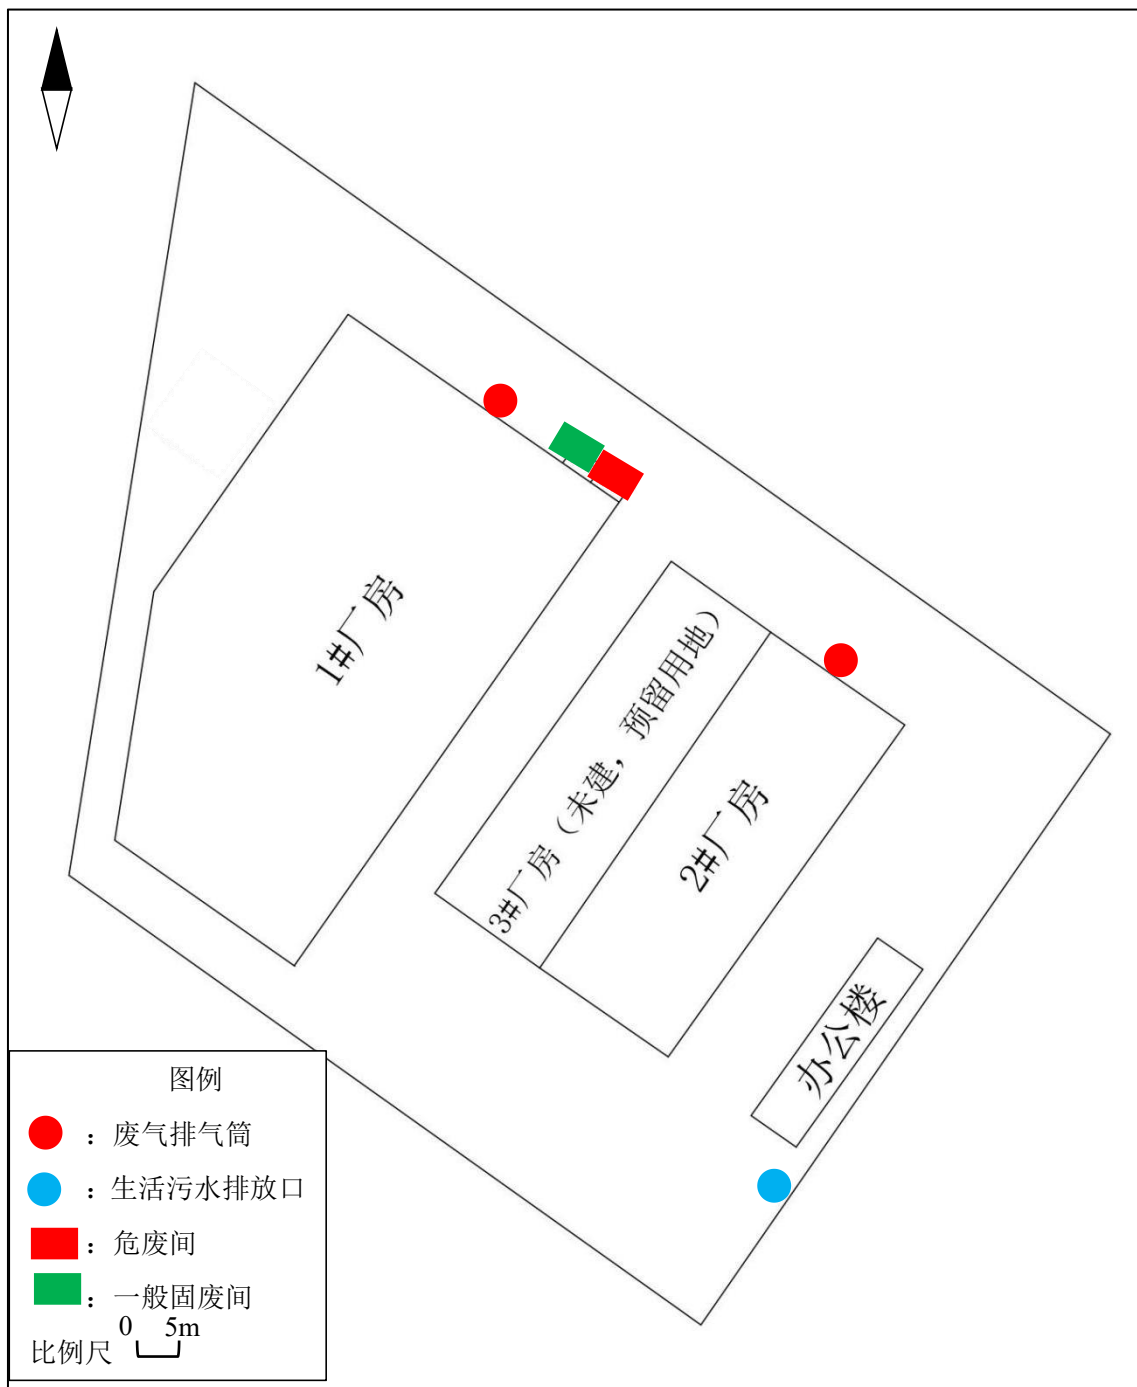 1#厂房
3#厂房（未建，预留用地）
2#厂房
办公楼
图例
：废气排气筒
：生活污水排放口
：危废间
：一般固废间
0 5m
比例尺